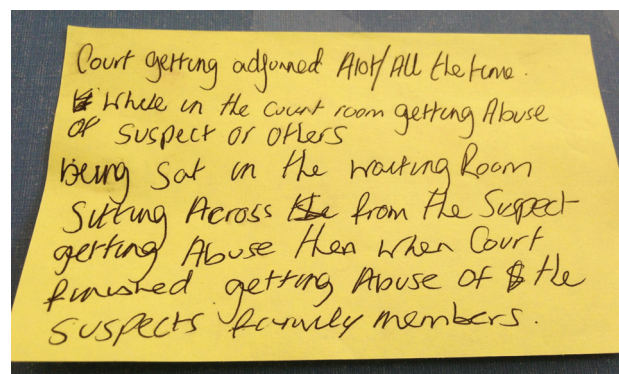 Court getting adjurned Alot/All the time.
While in the court room getting Abuse
of suspect or others
being Sat in the waiting Room
Sitting Across from the Suspect
getting Abuse then when Court
finished getting Abuse of the
suspects family members.